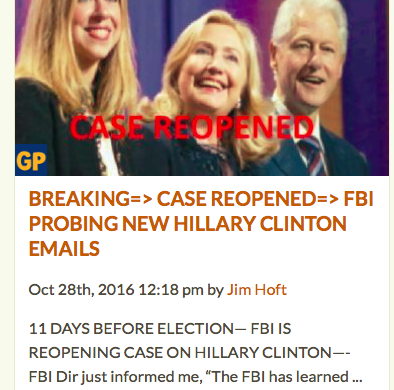 CASE REOPENED
GP
BREAKING=> CASE REOPENED=> FBI
PROBING NEW HILLARY CLINTON
EMAILS
Oct 28th, 2016 12:18 pm by Jim Hoft
11 DAYS BEFORE ELECTION— FBI IS
REOPENING CASE ON HILLARY CLINTON—-
FBI Dir just informed me, “The FBI has learned ...